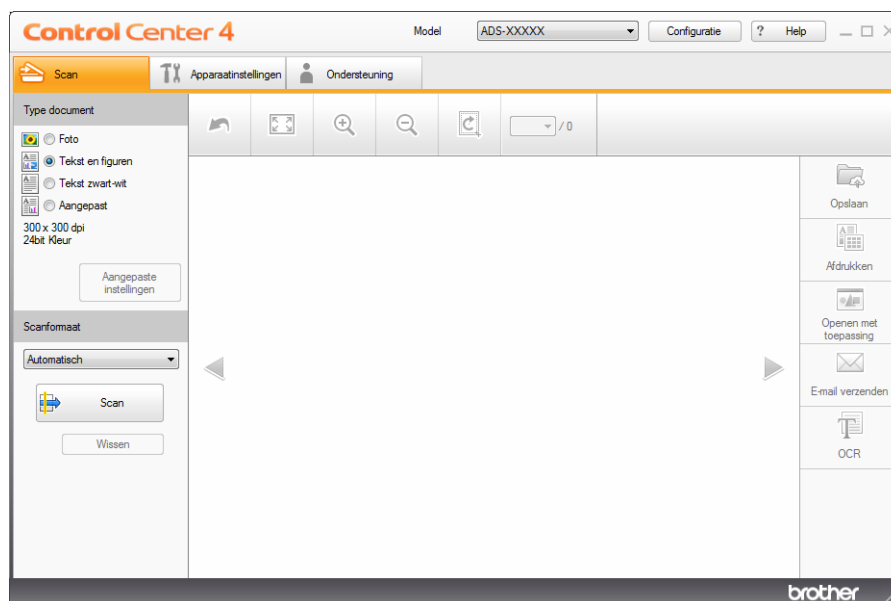 Control Center 4
Model
ADS-XXXXX
Configuratie
? Help
Scan
Apparaatinstellingen
Ondersteuning
Type document
Foto
Tekst en figuren
Tekst zwart-wit
Aangepast
300 x 300 dpi
24bit Kleur
Aangepaste
instellingen
Scanformaat
Automatisch
Scan
Wissen
/ 0
Opslaan
Afdrukken
Openen met
toepassing
E-mail verzenden
OCR
brother